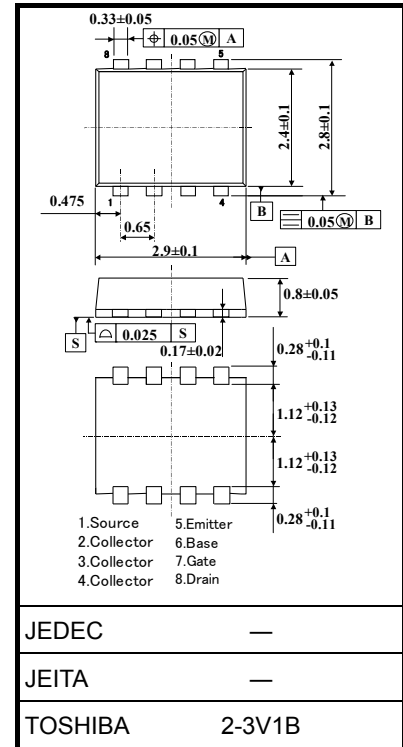 0.33±0.05
⌖ 0.05Ⓜ A
8 5
2.4±0.1
2.8±0.1
0.475
1 4
B
0.05Ⓜ B
0.65
2.9±0.1
A
0.8±0.05
S
⌓ 0.025 S
0.17±0.02
0.28 +0.1 -0.11
1.12 +0.13 -0.12
1.12 +0.13 -0.12
0.28 +0.1 -0.11
1.Source 5.Emitter
2.Collector 6.Base
3.Collector 7.Gate
4.Collector 8.Drain
JEDEC —
JEITA —
TOSHIBA 2-3V1B